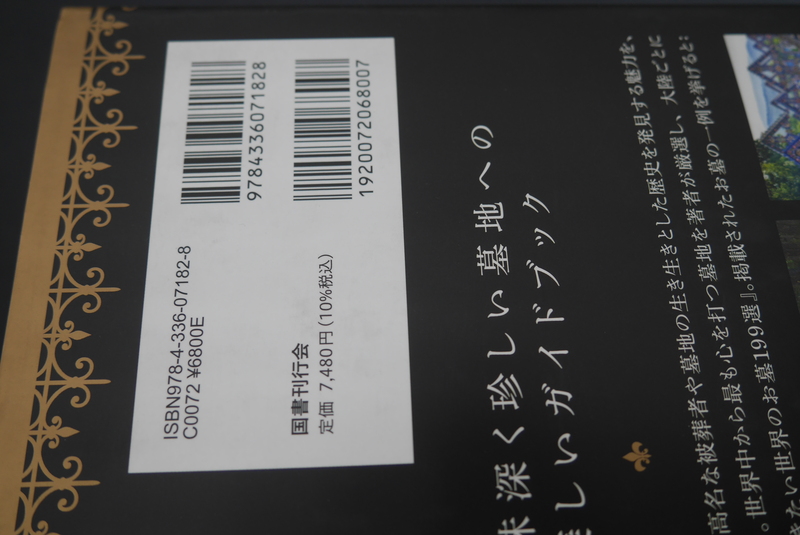 9784336071828
1920072068007
ISBN978-4-336-07182-8
C0072 ¥6800E
国書刊行会
定価 7,480円（10%税込）
深く珍しい墓地への
しいガイドブック
高名な被葬者や墓地の生き生きとした歴史を発見する魅力を、
。世界中から最も心を打つ墓地を著者が厳選し、大陸ごとに
きたい世界のお墓199選』。掲載されたお墓の一例を挙げると：